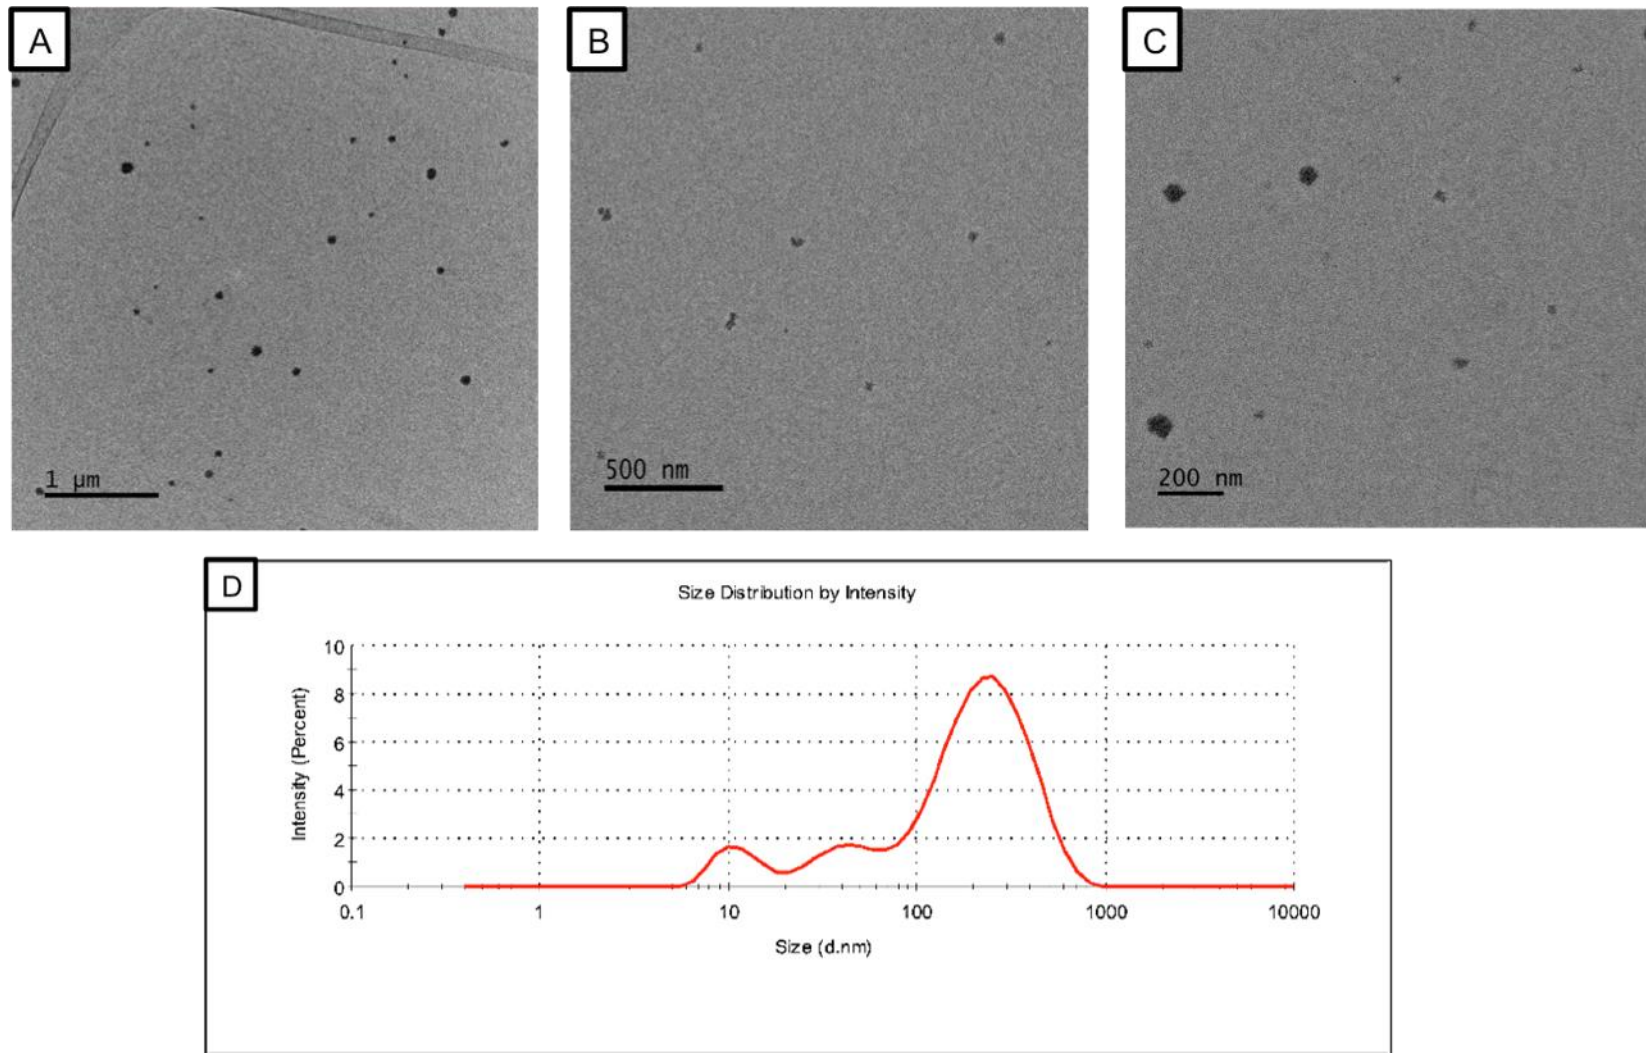 A
B
C
1 μm
500 nm
200 nm
D
Size Distribution by Intensity
10
8
6
4
2
0
Intensity (Percent)
0.1
1
10
100
1000
10000
Size (d.nm)